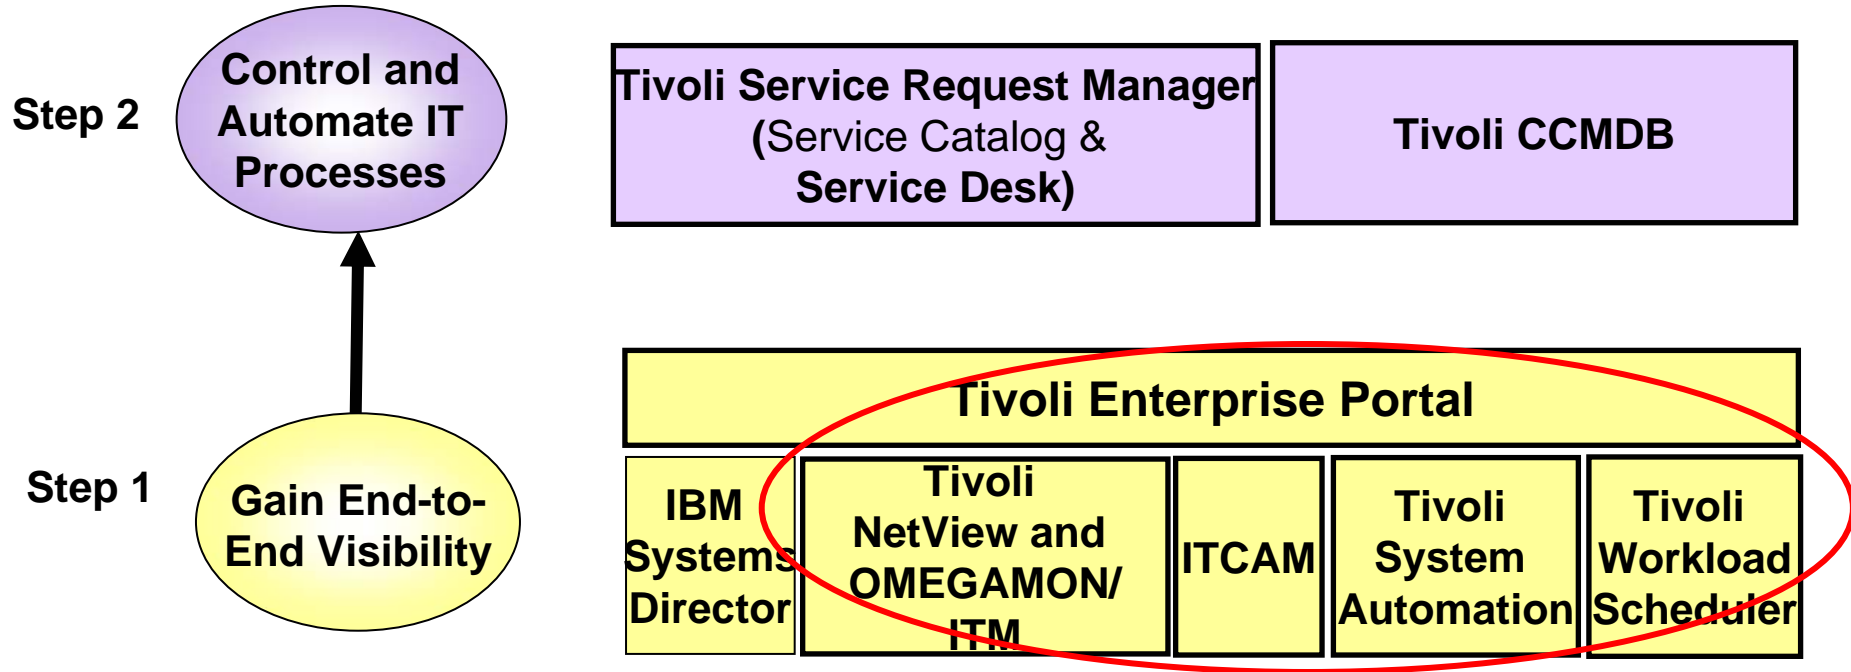 Step 2
Control and
Automate IT
Processes
Tivoli Service Request Manager
(Service Catalog &
Service Desk)
Tivoli CCMDB
Tivoli Enterprise Portal
Step 1
Gain End-to-
End Visibility
IBM
Systems
Director
Tivoli
NetView and
OMEGAMON/
ITM
ITCAM
Tivoli
System
Automation
Tivoli
Workload
Scheduler